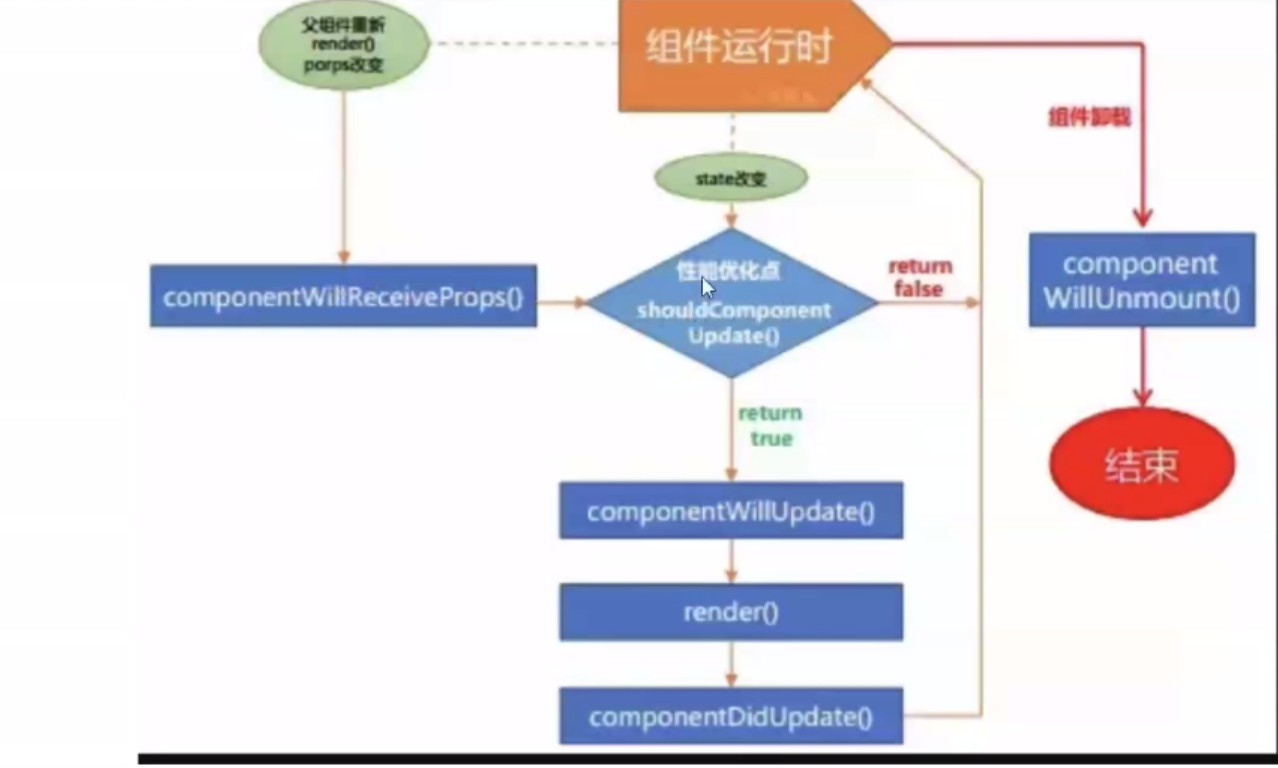 父组件重新
render()
porps改变
组件运行时
组件卸载
state改变
componentWillReceiveProps()
性能优化点
shouldComponent
Update()
return
false
component
WillUnmount()
return
true
结束
componentWillUpdate()
render()
componentDidUpdate()